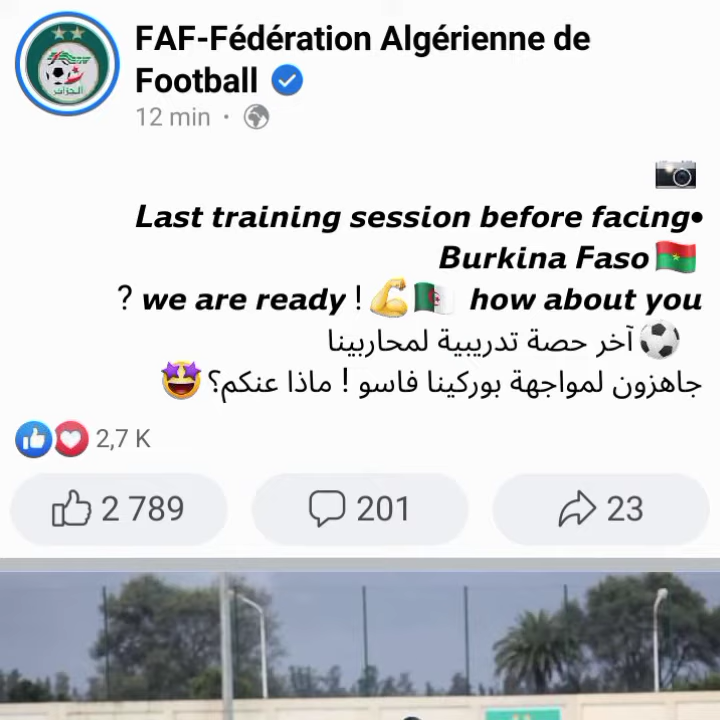 FAF-Fédération Algérienne de
Football
12 min ·
📷
Last training session before facing•
Burkina Faso 🇧🇫
? we are ready ! 💪🇩🇿 how about you
⚽ آخر حصة تدريبية لمحاربينا
جاهزون لمواجهة بوركينا فاسو ! ماذا عنكم؟ 🤩
2,7 K
2 789 201 23